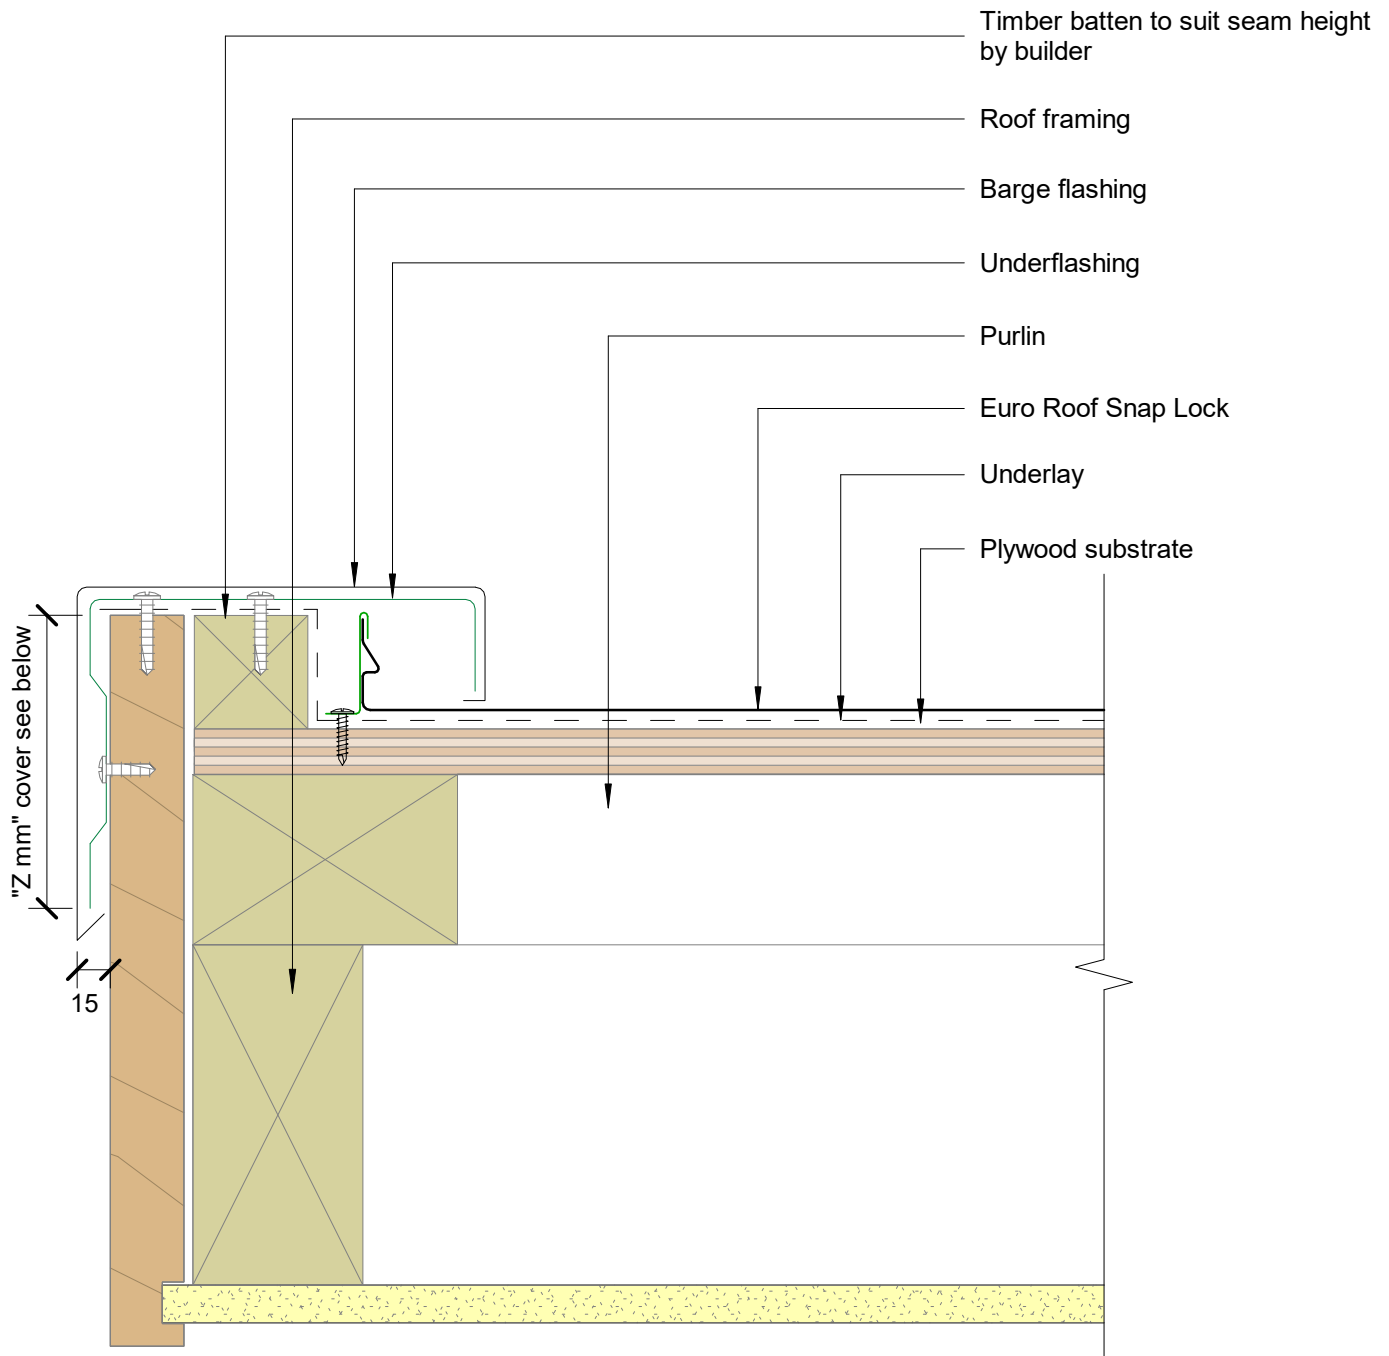 Timber batten to suit seam height
by builder
Roof framing
Barge flashing
Underflashing
Purlin
Euro Roof Snap Lock
Underlay
Plywood substrate
"Z mm" cover see below
15